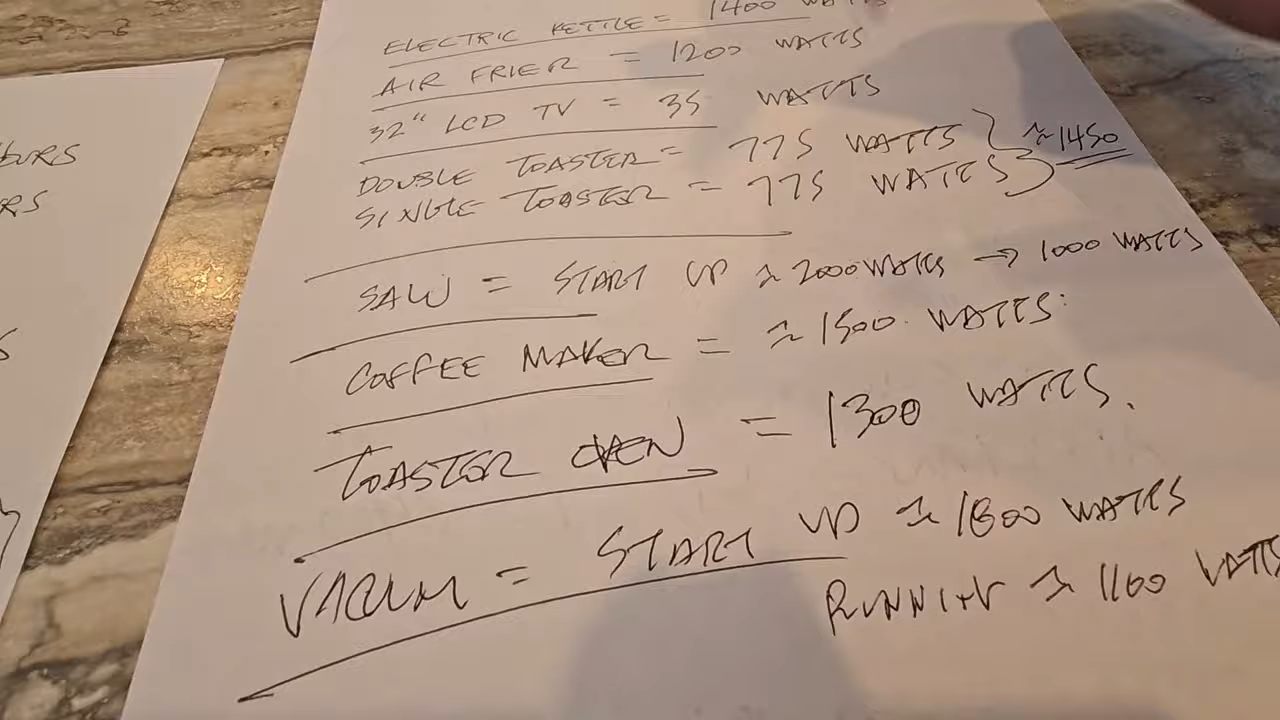 ELECTRIC KETTLE = 1400 WATTS
AIR FRIER = 1200 WATTS
32" LCD TV = 35 WATTS
DOUBLE TOASTER = 775 WATTS
SINGLE TOASTER = 775 WATTS
≈ 1450
SAW = START UP ≈ 2000 WATTS → 1000 WATTS
COFFEE MAKER = ≈ 1500 WATTS.
TOASTER OVEN = 1300 WATTS.
VACUUM = START UP ≈ 1800 WATTS
RUNNING ≈ 1100 WATTS